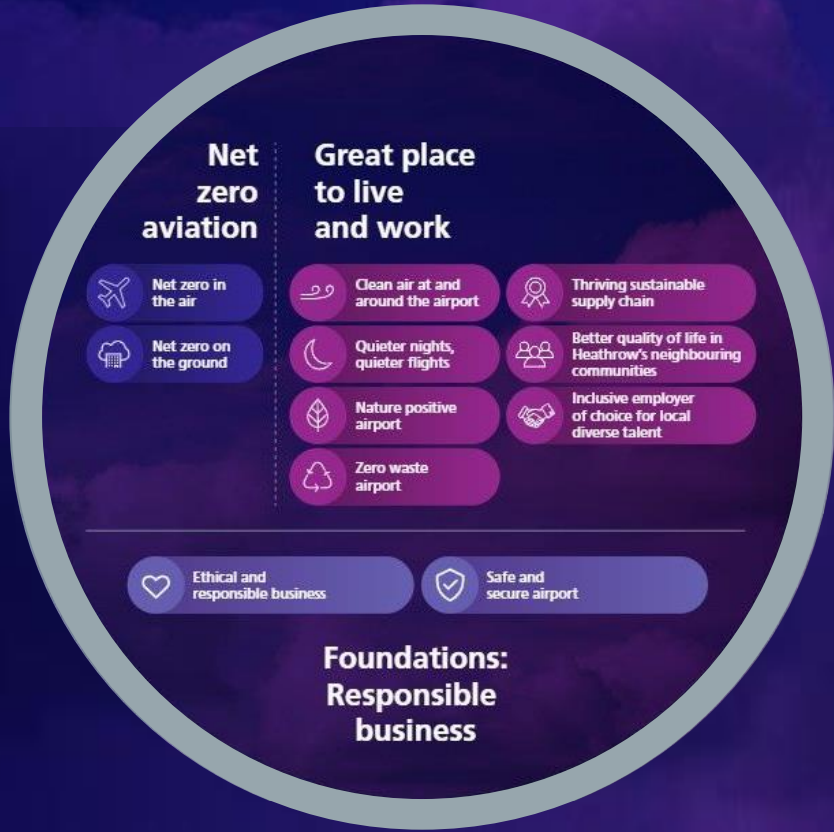 Net
zero
aviation
Net zero in
the air
Net zero on
the ground
Great place
to live
and work
Clean air at and
around the airport
Quieter nights,
quieter flights
Nature positive
airport
Zero waste
airport
Thriving sustainable
supply chain
Better quality of life in
Heathrow's neighbouring
communities
Inclusive employer
of choice for local
diverse talent
Ethical and
responsible business
Safe and
secure airport
Foundations:
Responsible
business